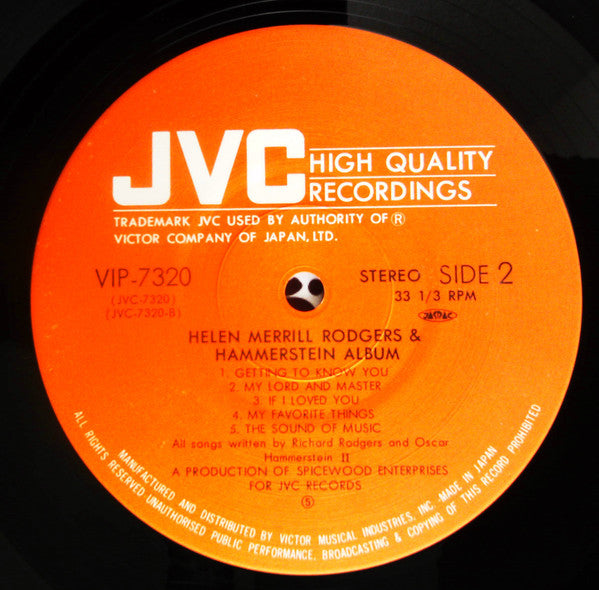 JVC
HIGH QUALITY
RECORDINGS
TRADEMARK JVC USED BY AUTHORITY OF ®
VICTOR COMPANY OF JAPAN, LTD.
VIP-7320
(JVC-7320)
(JVC-7320-B)
STEREO SIDE 2
33 1/3 RPM
JASRAC
HELEN MERRILL RODGERS &
HAMMERSTEIN ALBUM
1. GETTING TO KNOW YOU
2. MY LORD AND MASTER
3. IF I LOVED YOU
4. MY FAVORITE THINGS
5. THE SOUND OF MUSIC
All songs written by Richard Rodgers and Oscar
Hammerstein II
A PRODUCTION OF SPICEWOOD ENTERPRISES
FOR JVC RECORDS
Ⓢ
MANUFACTURED AND DISTRIBUTED BY VICTOR MUSICAL INDUSTRIES, INC. MADE IN JAPAN
ALL RIGHTS RESERVED UNAUTHORISED PUBLIC PERFORMANCE, BROADCASTING & COPYING OF THIS RECORD PROHIBITED